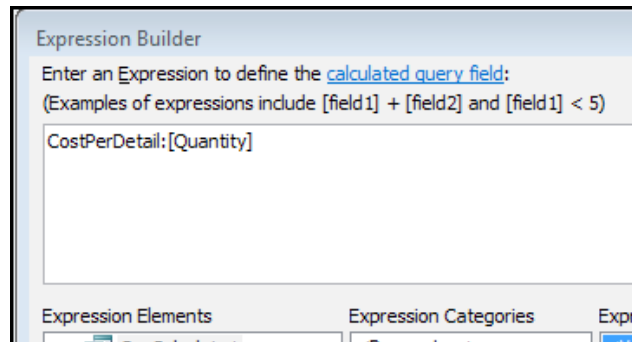 Expression Builder
Enter an Expression to define the calculated query field:
(Examples of expressions include [field1] + [field2] and [field1] < 5)
CostPerDetail:[Quantity]
Expression Elements Expression Categories Expr